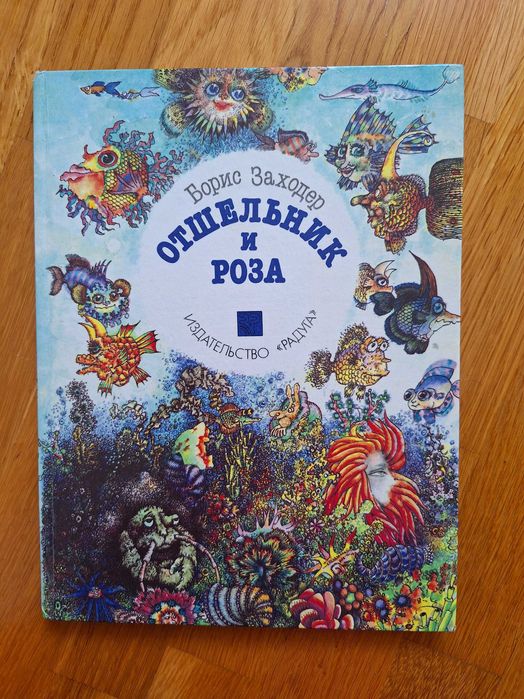 Борис Заходер
ОТШЕЛЬНИК
И
РОЗА
ИЗДАТЕЛЬСТВО «РАДУГА»